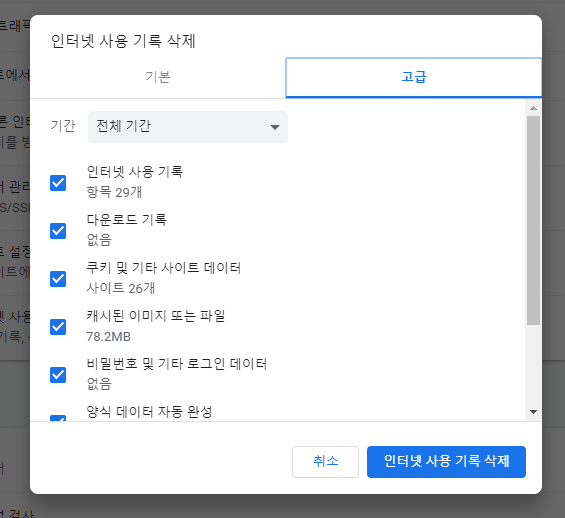 인터넷 사용 기록 삭제
기본
고급
기간
전체 기간
인터넷 사용 기록
항목 29개
다운로드 기록
없음
쿠키 및 기타 사이트 데이터
사이트 26개
캐시된 이미지 또는 파일
78.2MB
비밀번호 및 기타 로그인 데이터
없음
양식 데이터 자동 완성
취소
인터넷 사용 기록 삭제